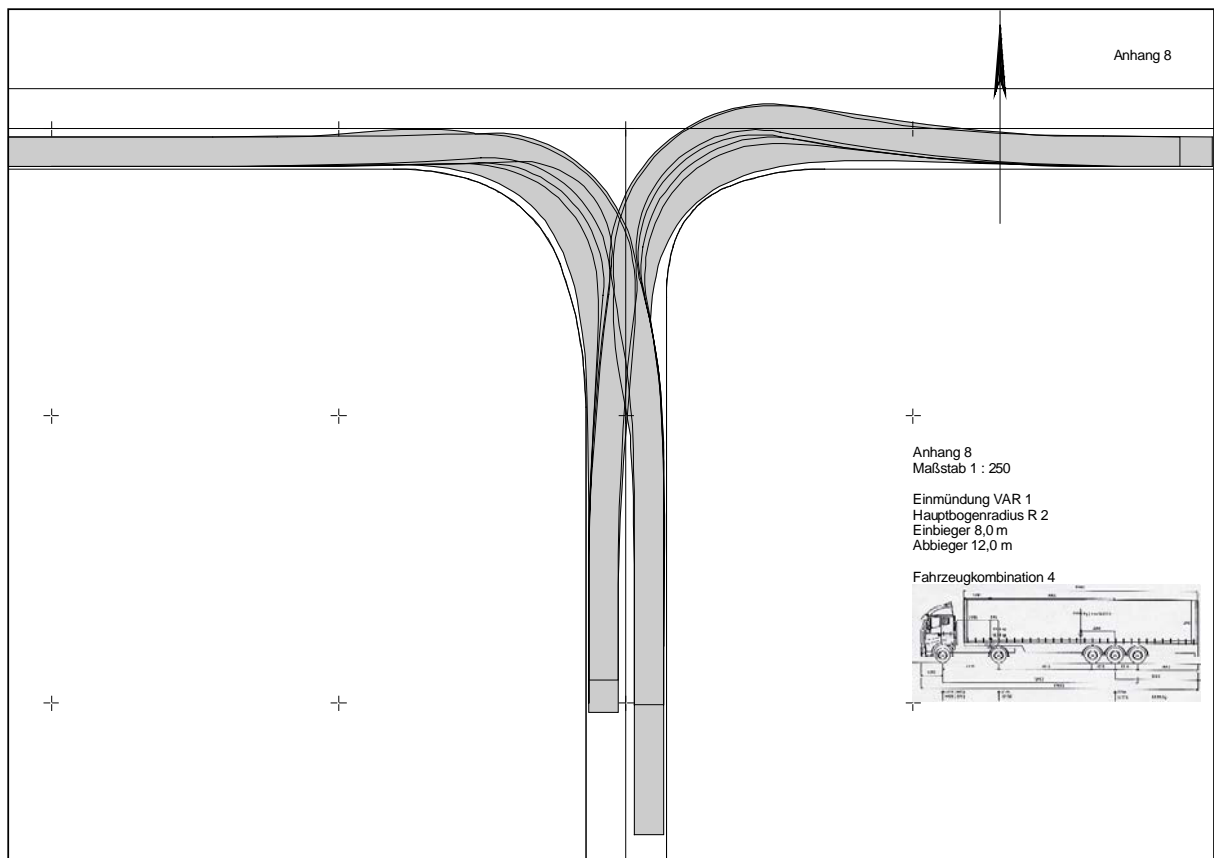 Anhang 8
Anhang 8
Maßstab 1 : 250
Einmündung VAR 1
Hauptbogenradius R 2
Einbieger 8,0 m
Abbieger 12,0 m
Fahrzeugkombination 4